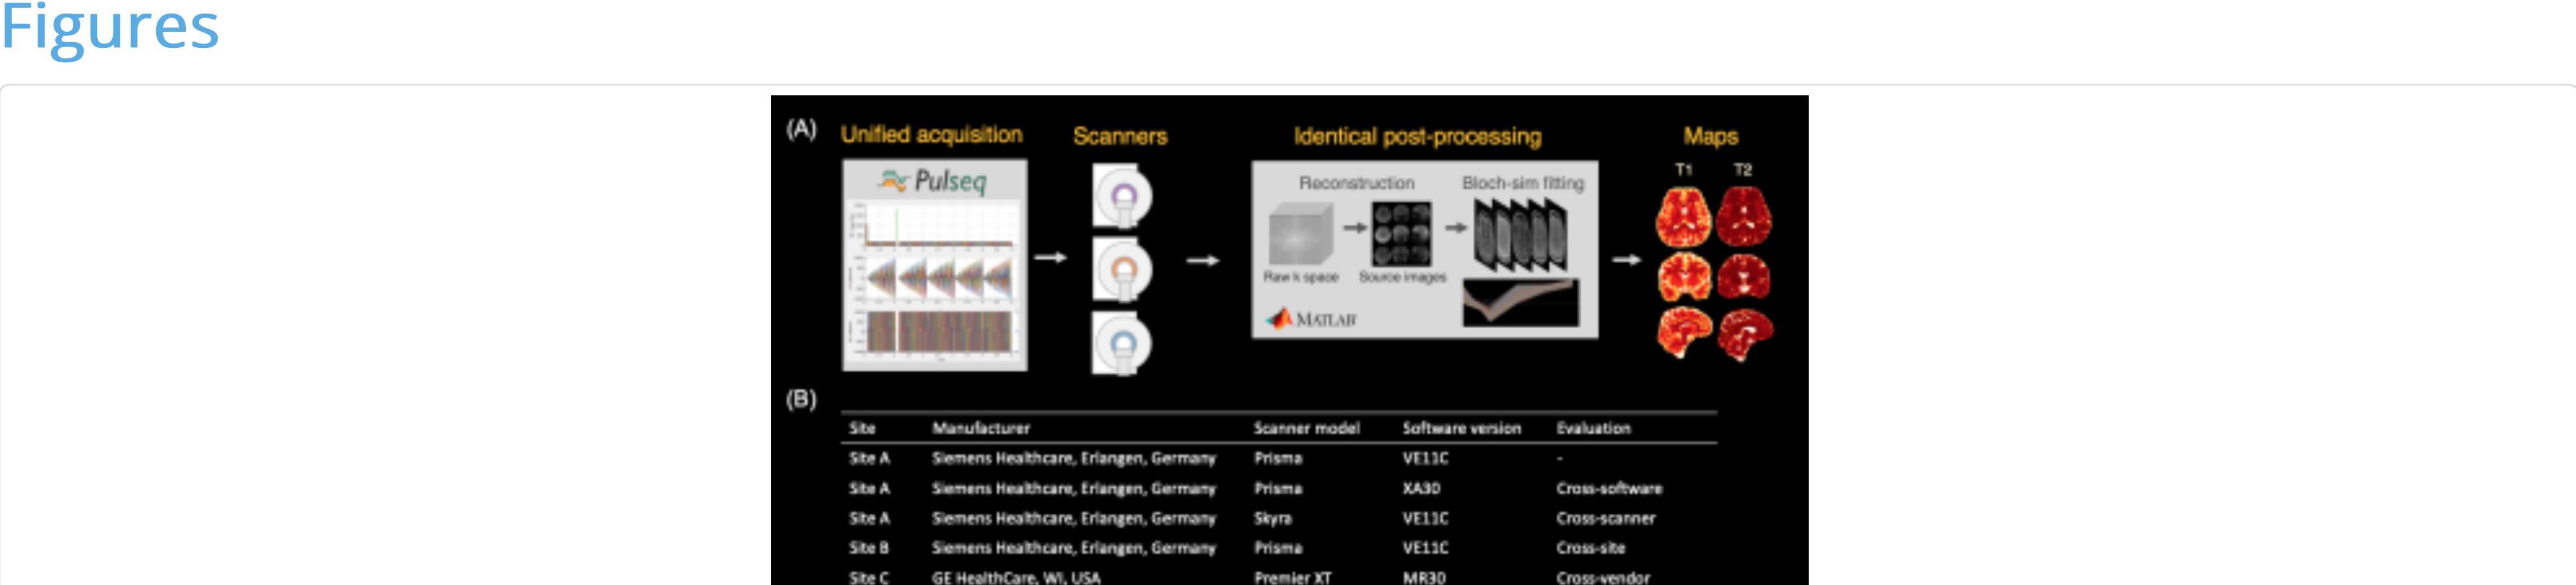 Figures
(A) Unified acquisition Scanners Identical post-processing Maps
Pulseq
Reconstruction Bloch-sim fitting T1 T2
Raw k space Source images
MATLAB
(B)
Site Manufacturer Scanner model Software version Evaluation
Site A Siemens Healthcare, Erlangen, Germany Prisma VE11C -
Site A Siemens Healthcare, Erlangen, Germany Prisma XA30 Cross-software
Site A Siemens Healthcare, Erlangen, Germany Skyra VE11C Cross-scanner
Site B Siemens Healthcare, Erlangen, Germany Prisma VE11C Cross-site
Site C GE HealthCare, WI, USA Premier XT MR30 Cross-vendor